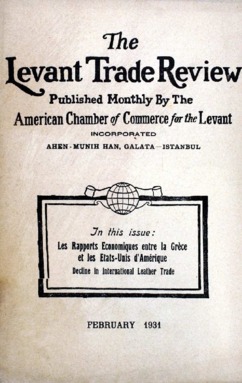 The
Levant Trade Review
Published Monthly By The
American Chamber of Commerce for the Levant
INCORPORATED
AHEN-MUNIH HAN, GALATA—ISTANBUL
In this issue:
Les Rapports Economiques entre la Grèce
et les Etats-Unis d'Amérique
Decline in International Leather Trade
FEBRUARY 1931